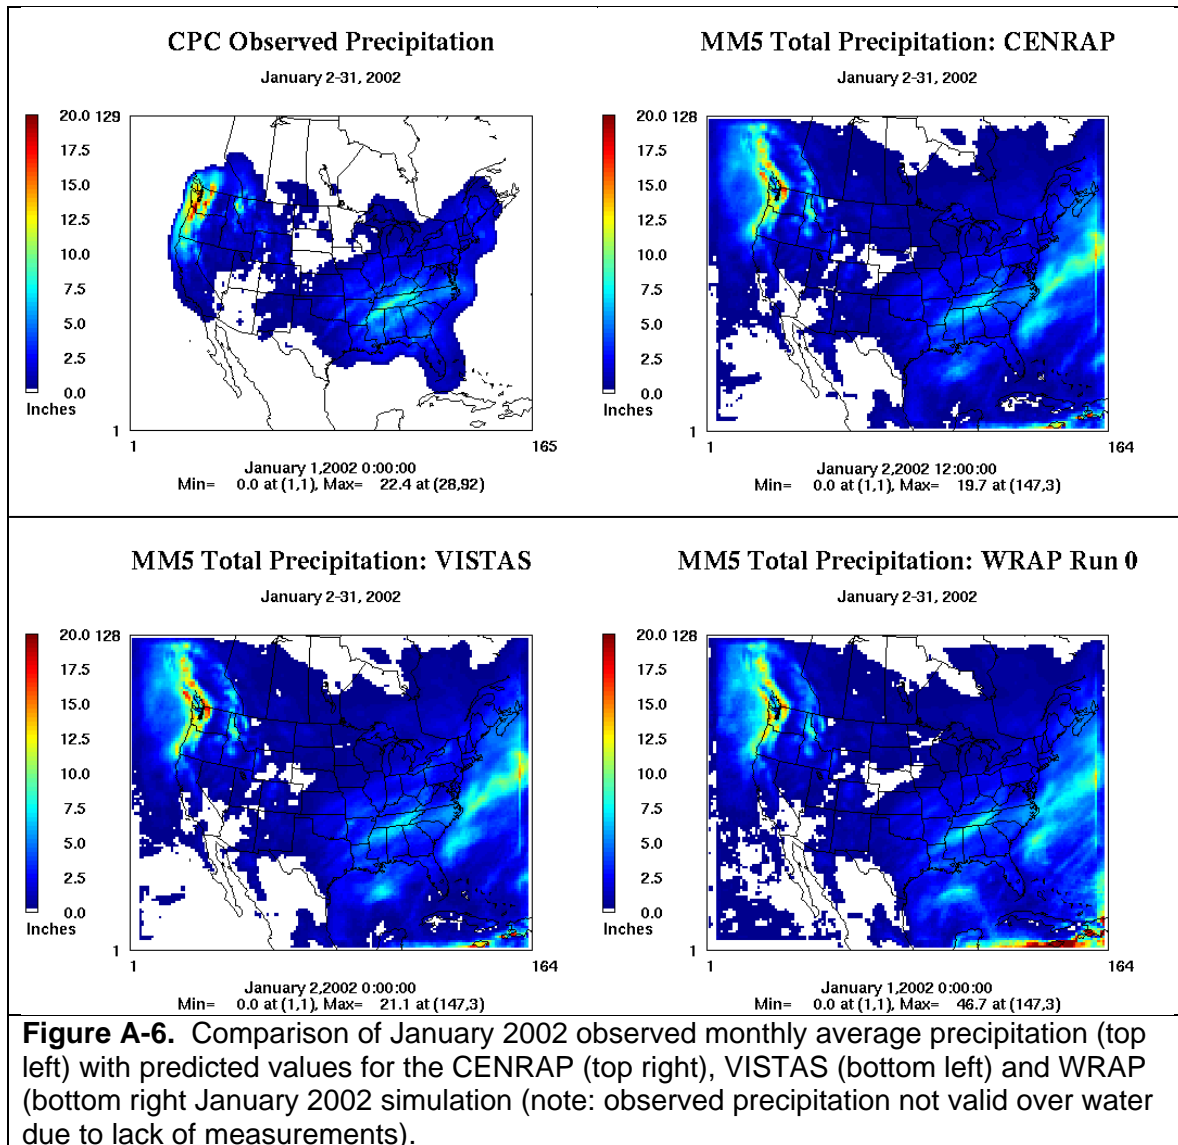 CPC Observed Precipitation
January 2-31, 2002
20.0
17.5
15.0
12.5
10.0
7.5
5.0
2.5
0.0
Inches
129
1
1
165
January 1,2002 0:00:00
Min= 0.0 at (1,1), Max= 22.4 at (28,92)
MM5 Total Precipitation: CENRAP
January 2-31, 2002
20.0
17.5
15.0
12.5
10.0
7.5
5.0
2.5
0.0
Inches
128
1
1
164
January 2,2002 12:00:00
Min= 0.0 at (1,1), Max= 19.7 at (147,3)
MM5 Total Precipitation: VISTAS
January 2-31, 2002
20.0
17.5
15.0
12.5
10.0
7.5
5.0
2.5
0.0
Inches
128
1
1
164
January 2,2002 0:00:00
Min= 0.0 at (1,1), Max= 21.1 at (147,3)
MM5 Total Precipitation: WRAP Run 0
January 2-31, 2002
20.0
17.5
15.0
12.5
10.0
7.5
5.0
2.5
0.0
Inches
128
1
1
164
January 1,2002 0:00:00
Min= 0.0 at (1,1), Max= 46.7 at (147,3)
Figure A-6. Comparison of January 2002 observed monthly average precipitation (top
left) with predicted values for the CENRAP (top right), VISTAS (bottom left) and WRAP
(bottom right January 2002 simulation (note: observed precipitation not valid over water
due to lack of measurements).